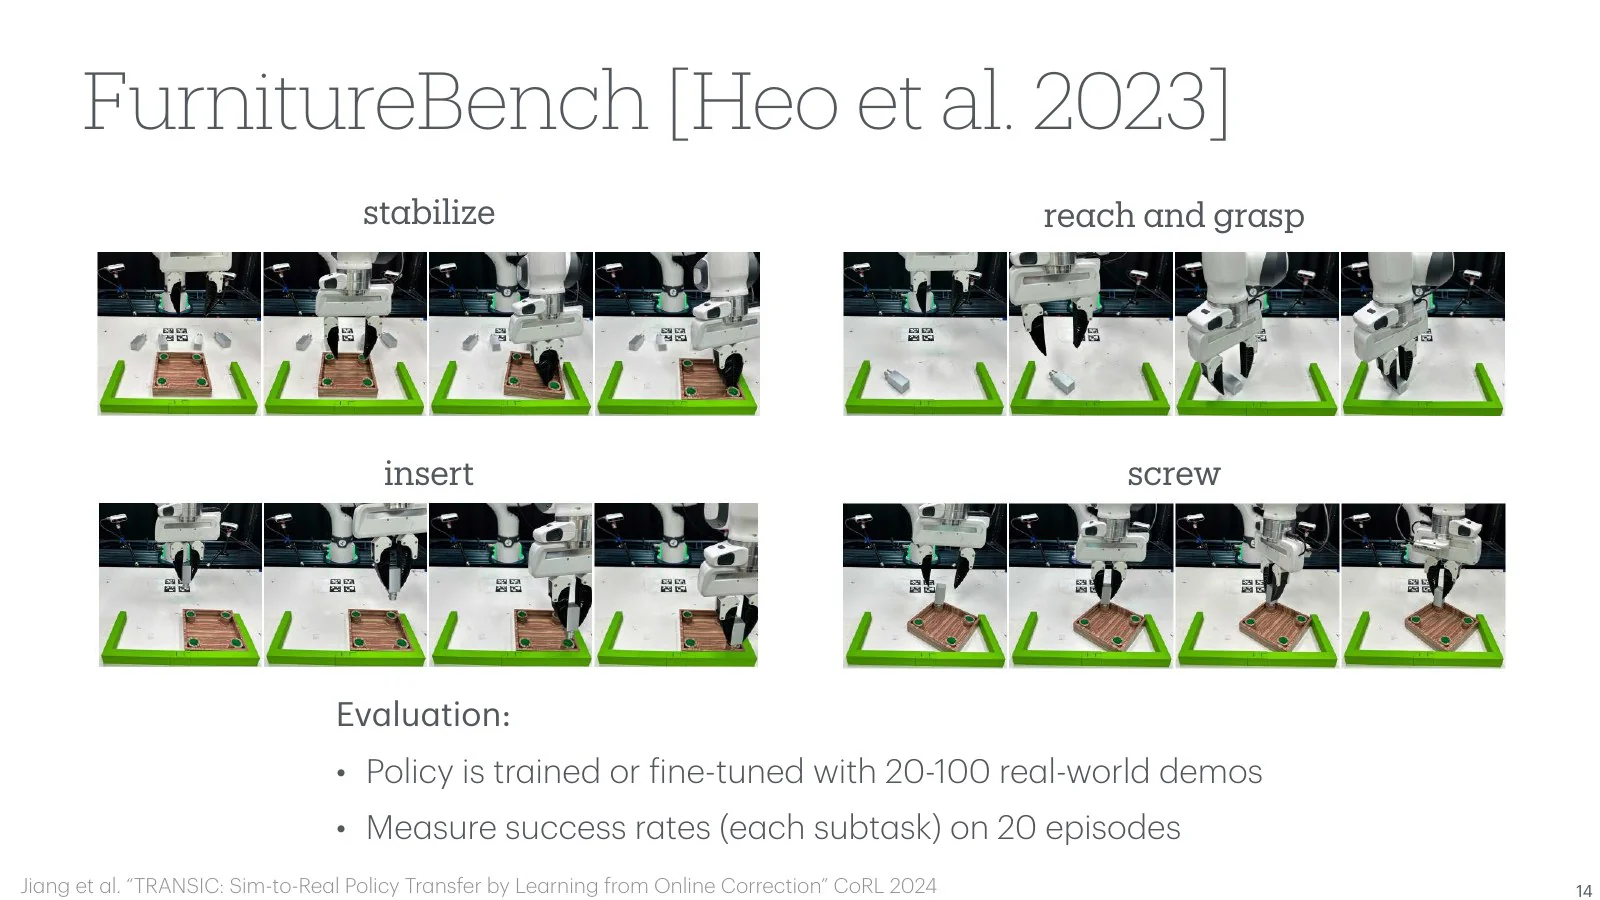 FurnitureBench [Heo et al. 2023]
stabilize
reach and grasp
insert
screw
Evaluation:
• Policy is trained or fine-tuned with 20-100 real-world demos
• Measure success rates (each subtask) on 20 episodes
Jiang et al. “TRANSIC: Sim-to-Real Policy Transfer by Learning from Online Correction” CoRL 2024
14